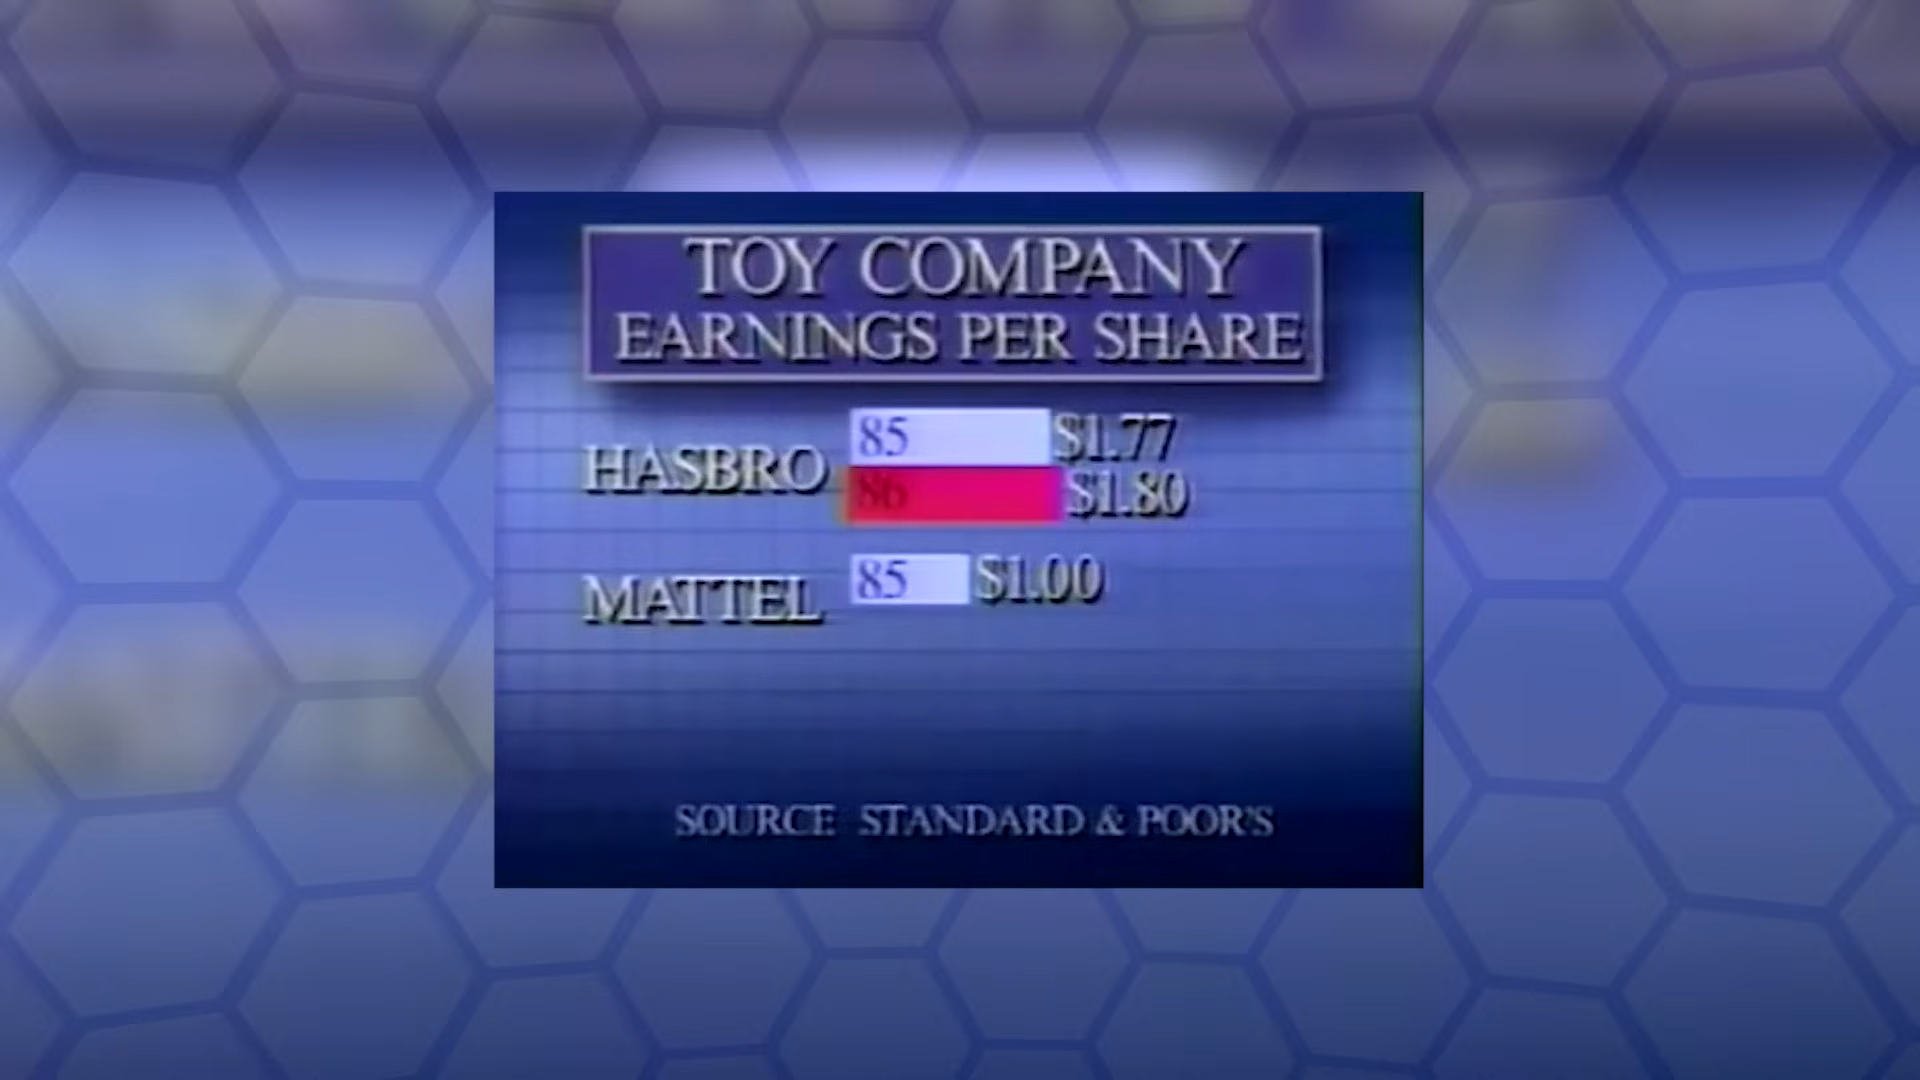 TOY COMPANY
EARNINGS PER SHARE
HASBRO
85 $1.77
86 $1.80
MATTEL
85 $1.00
SOURCE STANDARD & POOR'S